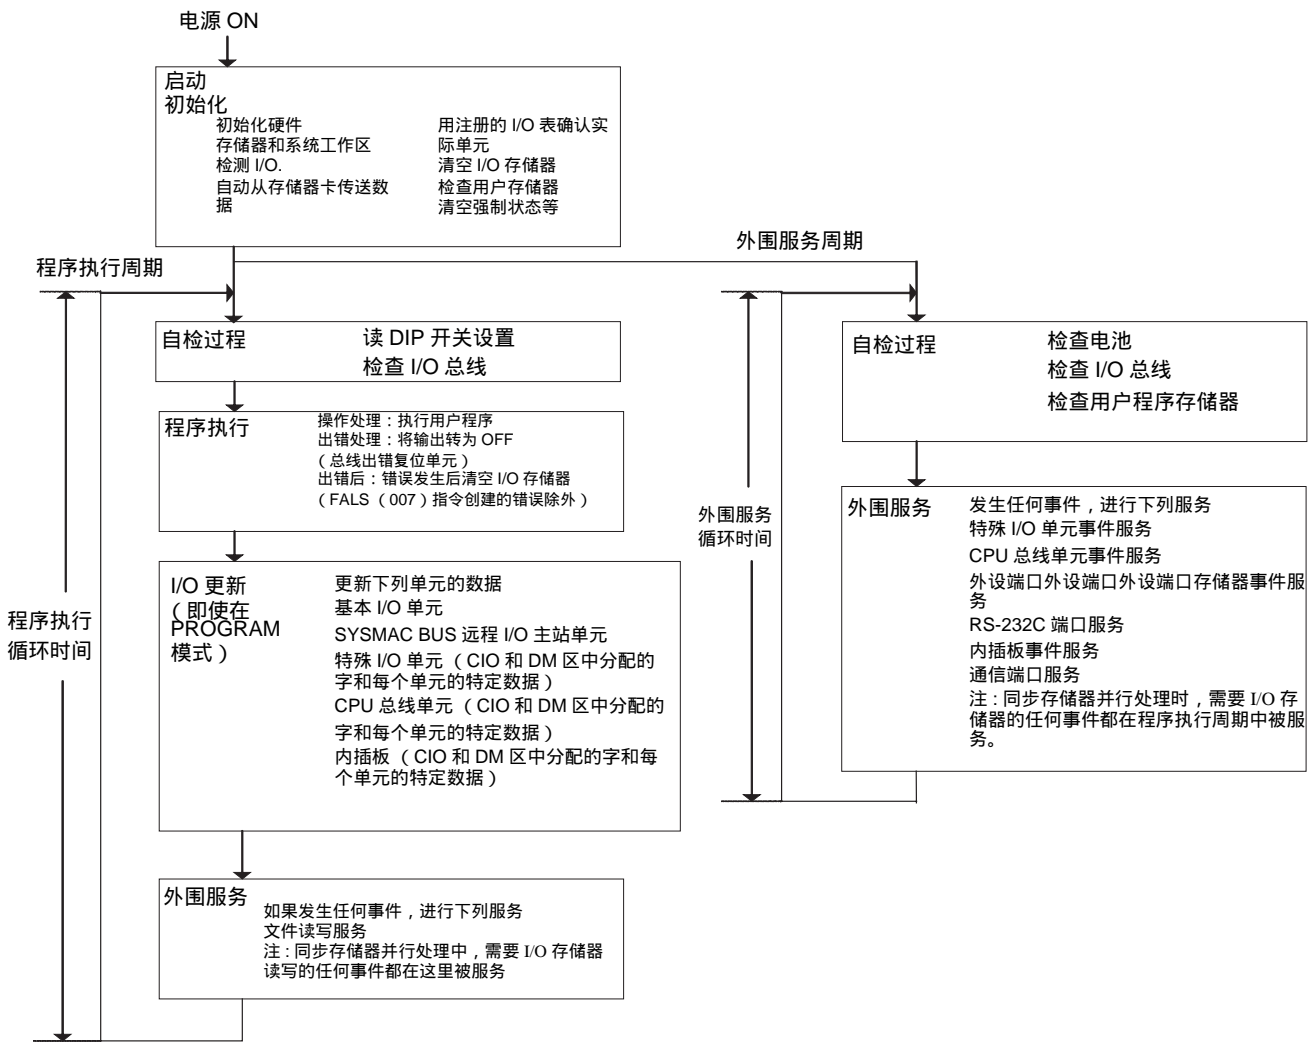 电源 ON
启动
初始化
初始化硬件
存储器和系统工作区
检测 I/O.
自动从存储器卡传送数
据
用注册的 I/O 表确认实
际单元
清空 I/O 存储器
检查用户存储器
清空强制状态等
程序执行周期
外围服务周期
自检过程
读 DIP 开关设置
检查 I/O 总线
程序执行
操作处理：执行用户程序
出错处理：将输出转为 OFF
（总线出错复位单元）
出错后：错误发生后清空 I/O 存储器
（FALS （007）指令创建的错误除外）
I/O 更新
（即使在
PROGRAM
模式）
更新下列单元的数据
基本 I/O 单元
SYSMAC BUS 远程 I/O 主站单元
特殊 I/O 单元 （CIO 和 DM 区中分配的
字和每个单元的特定数据）
CPU 总线单元 （CIO 和 DM 区中分配的
字和每个单元的特定数据）
内插板 （CIO 和 DM 区中分配的字和每
个单元的特定数据）
程序执行
循环时间
外围服务
如果发生任何事件，进行下列服务
文件读写服务
注：同步存储器并行处理中，需要 I/O 存储器
读写的任何事件都在这里被服务
自检过程
检查电池
检查 I/O 总线
检查用户程序存储器
外围服务
循环时间
外围服务
发生任何事件，进行下列服务
特殊 I/O 单元事件服务
CPU 总线单元事件服务
外设端口外设端口外设端口存储器事件服
务
RS-232C 端口服务
内插板事件服务
通信端口服务
注：同步存储器并行处理时，需要 I/O 存
储器的任何事件都在程序执行周期中被服
务。